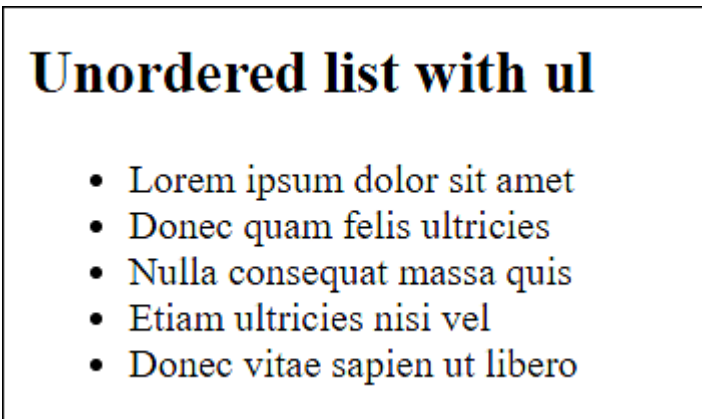 Unordered list with ul
• Lorem ipsum dolor sit amet
• Donec quam felis ultricies
• Nulla consequat massa quis
• Etiam ultricies nisi vel
• Donec vitae sapien ut libero